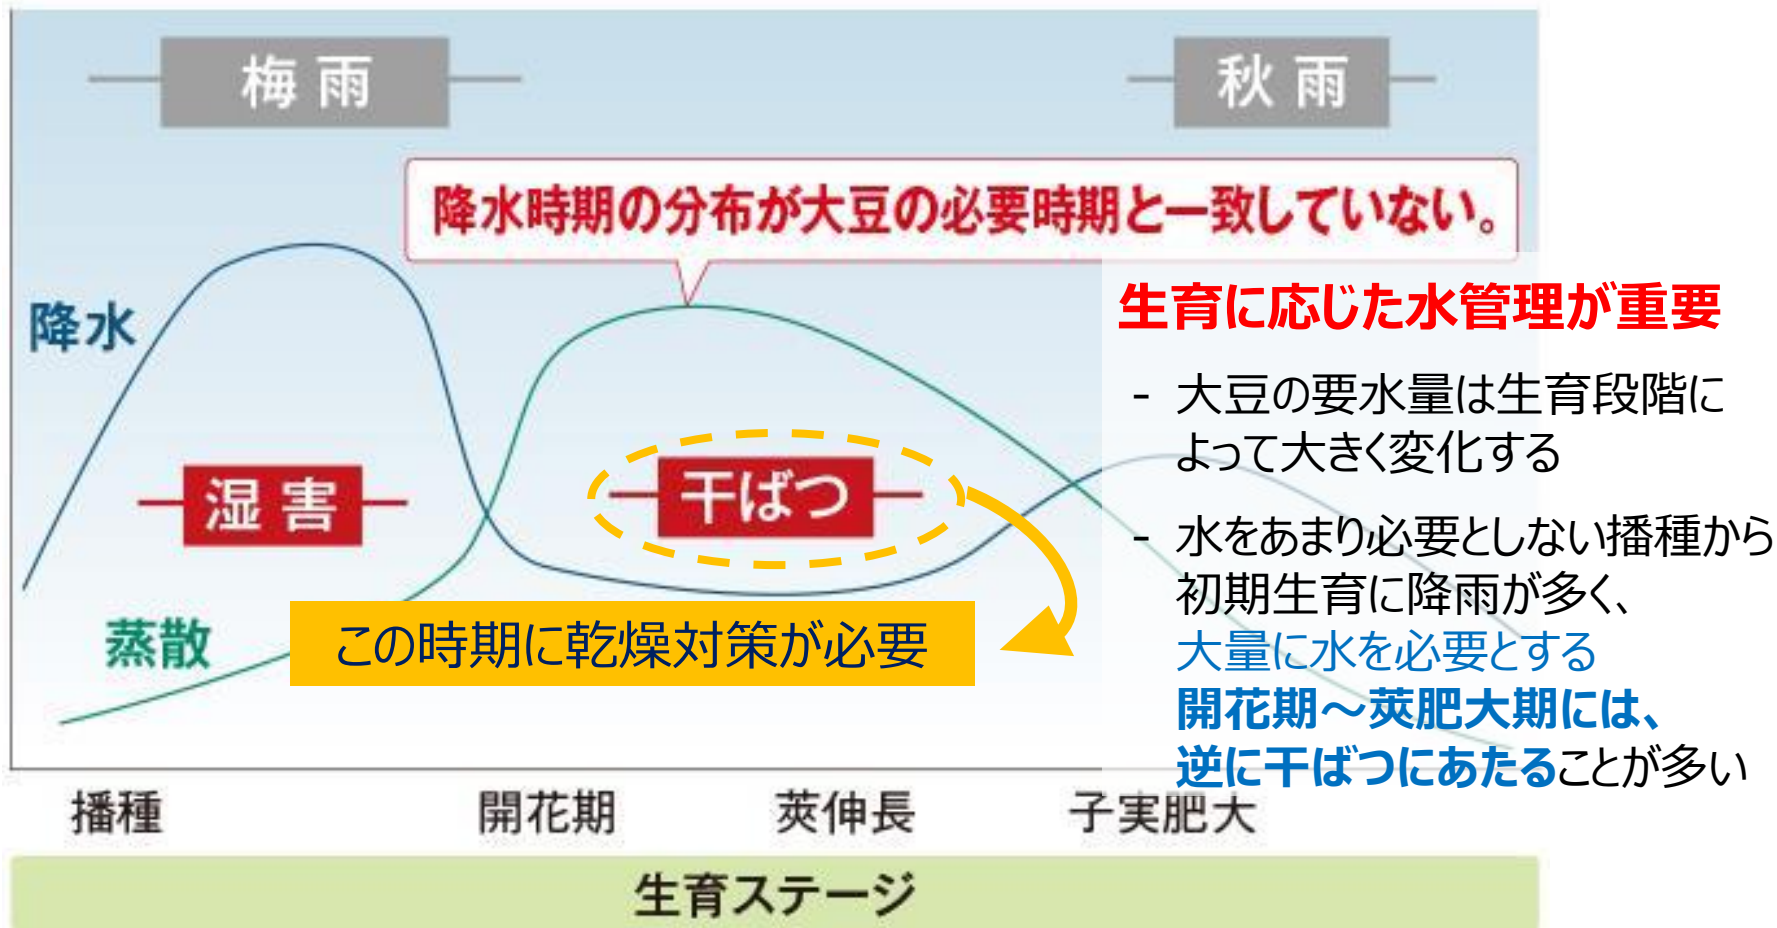 梅雨
秋雨
降水時期の分布が大豆の必要時期と一致していない。
降水
湿害
干ばつ
蒸散
この時期に乾燥対策が必要
生育に応じた水管理が重要
- 大豆の要水量は生育段階に
よって大きく変化する
- 水をあまり必要としない播種から
初期生育に降雨が多く、
大量に水を必要とする
開花期～莢肥大期には、
逆に干ばつにあたることが多い
播種
開花期
莢伸長
子実肥大
生育ステージ